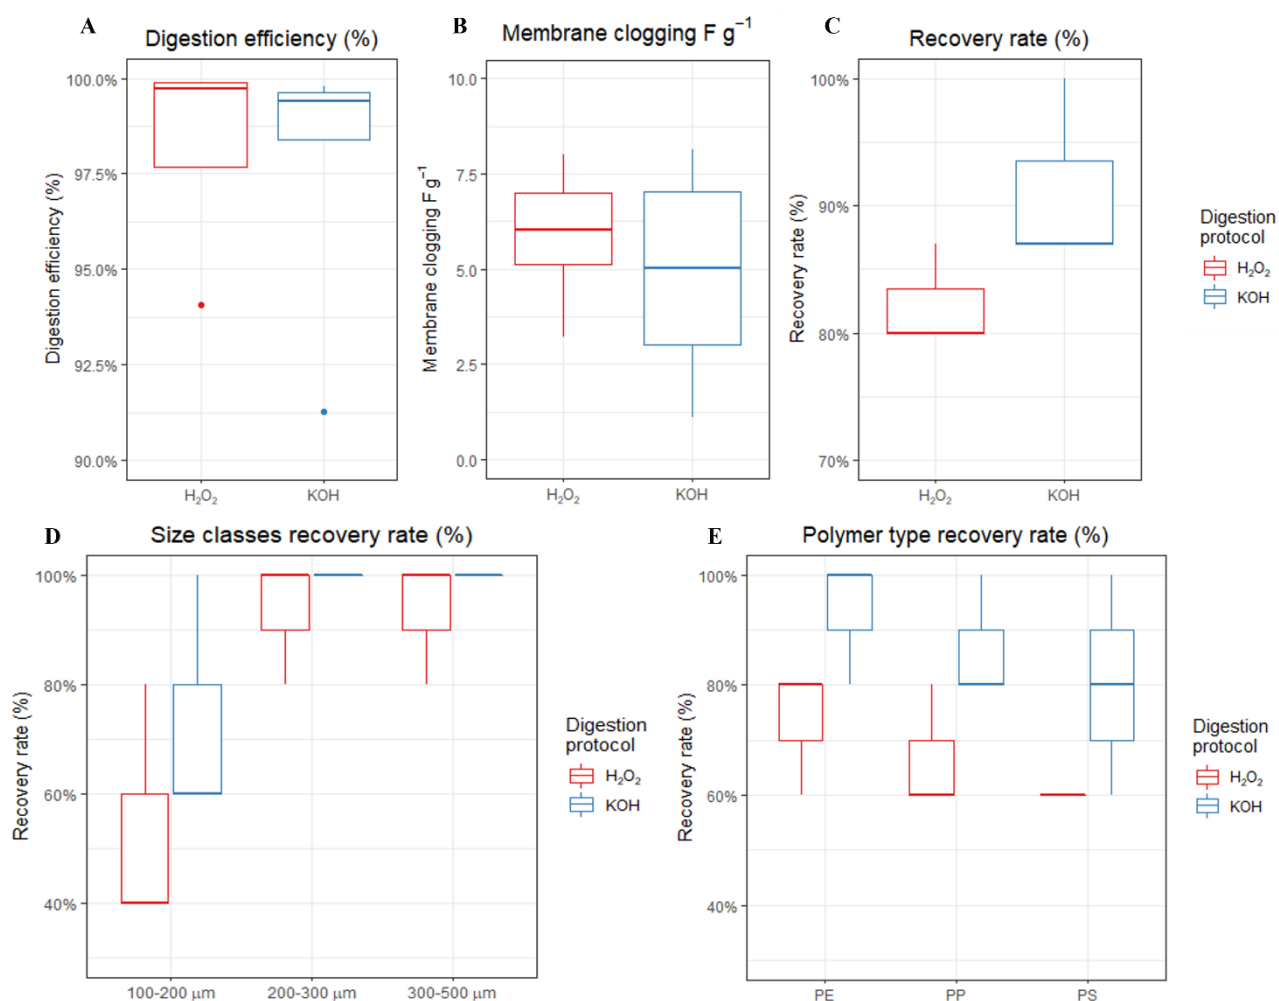 A
Digestion efficiency (%)
Digestion efficiency (%)
100.0%
97.5%
95.0%
92.5%
90.0%
H₂O₂
KOH
B
Membrane clogging F g⁻¹
Membrane clogging F g⁻¹
10.0
7.5
5.0
2.5
0.0
H₂O₂
KOH
C
Recovery rate (%)
Recovery rate (%)
100%
90%
80%
70%
H₂O₂
KOH
Digestion
protocol
H₂O₂
KOH
D
Size classes recovery rate (%)
Recovery rate (%)
100%
80%
60%
40%
100-200 μm
200-300 μm
300-500 μm
Digestion
protocol
H₂O₂
KOH
E
Polymer type recovery rate (%)
Recovery rate (%)
100%
80%
60%
40%
PE
PP
PS
Digestion
protocol
H₂O₂
KOH